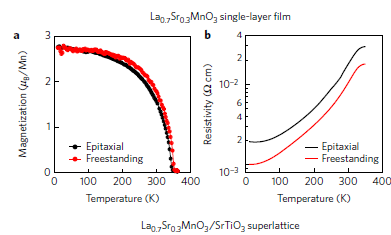 La0.7Sr0.3MnO3 single-layer film
a
b
Magnetization (μB/Mn)
3
2
1
0
Epitaxial
Freestanding
0 100 200 300 400
Temperature (K)
Resistivity (Ω cm)
4
2
10−2
6
4
2
10−3
Epitaxial
Freestanding
0 100 200 300 400
Temperature (K)
La0.7Sr0.3MnO3/SrTiO3 superlattice